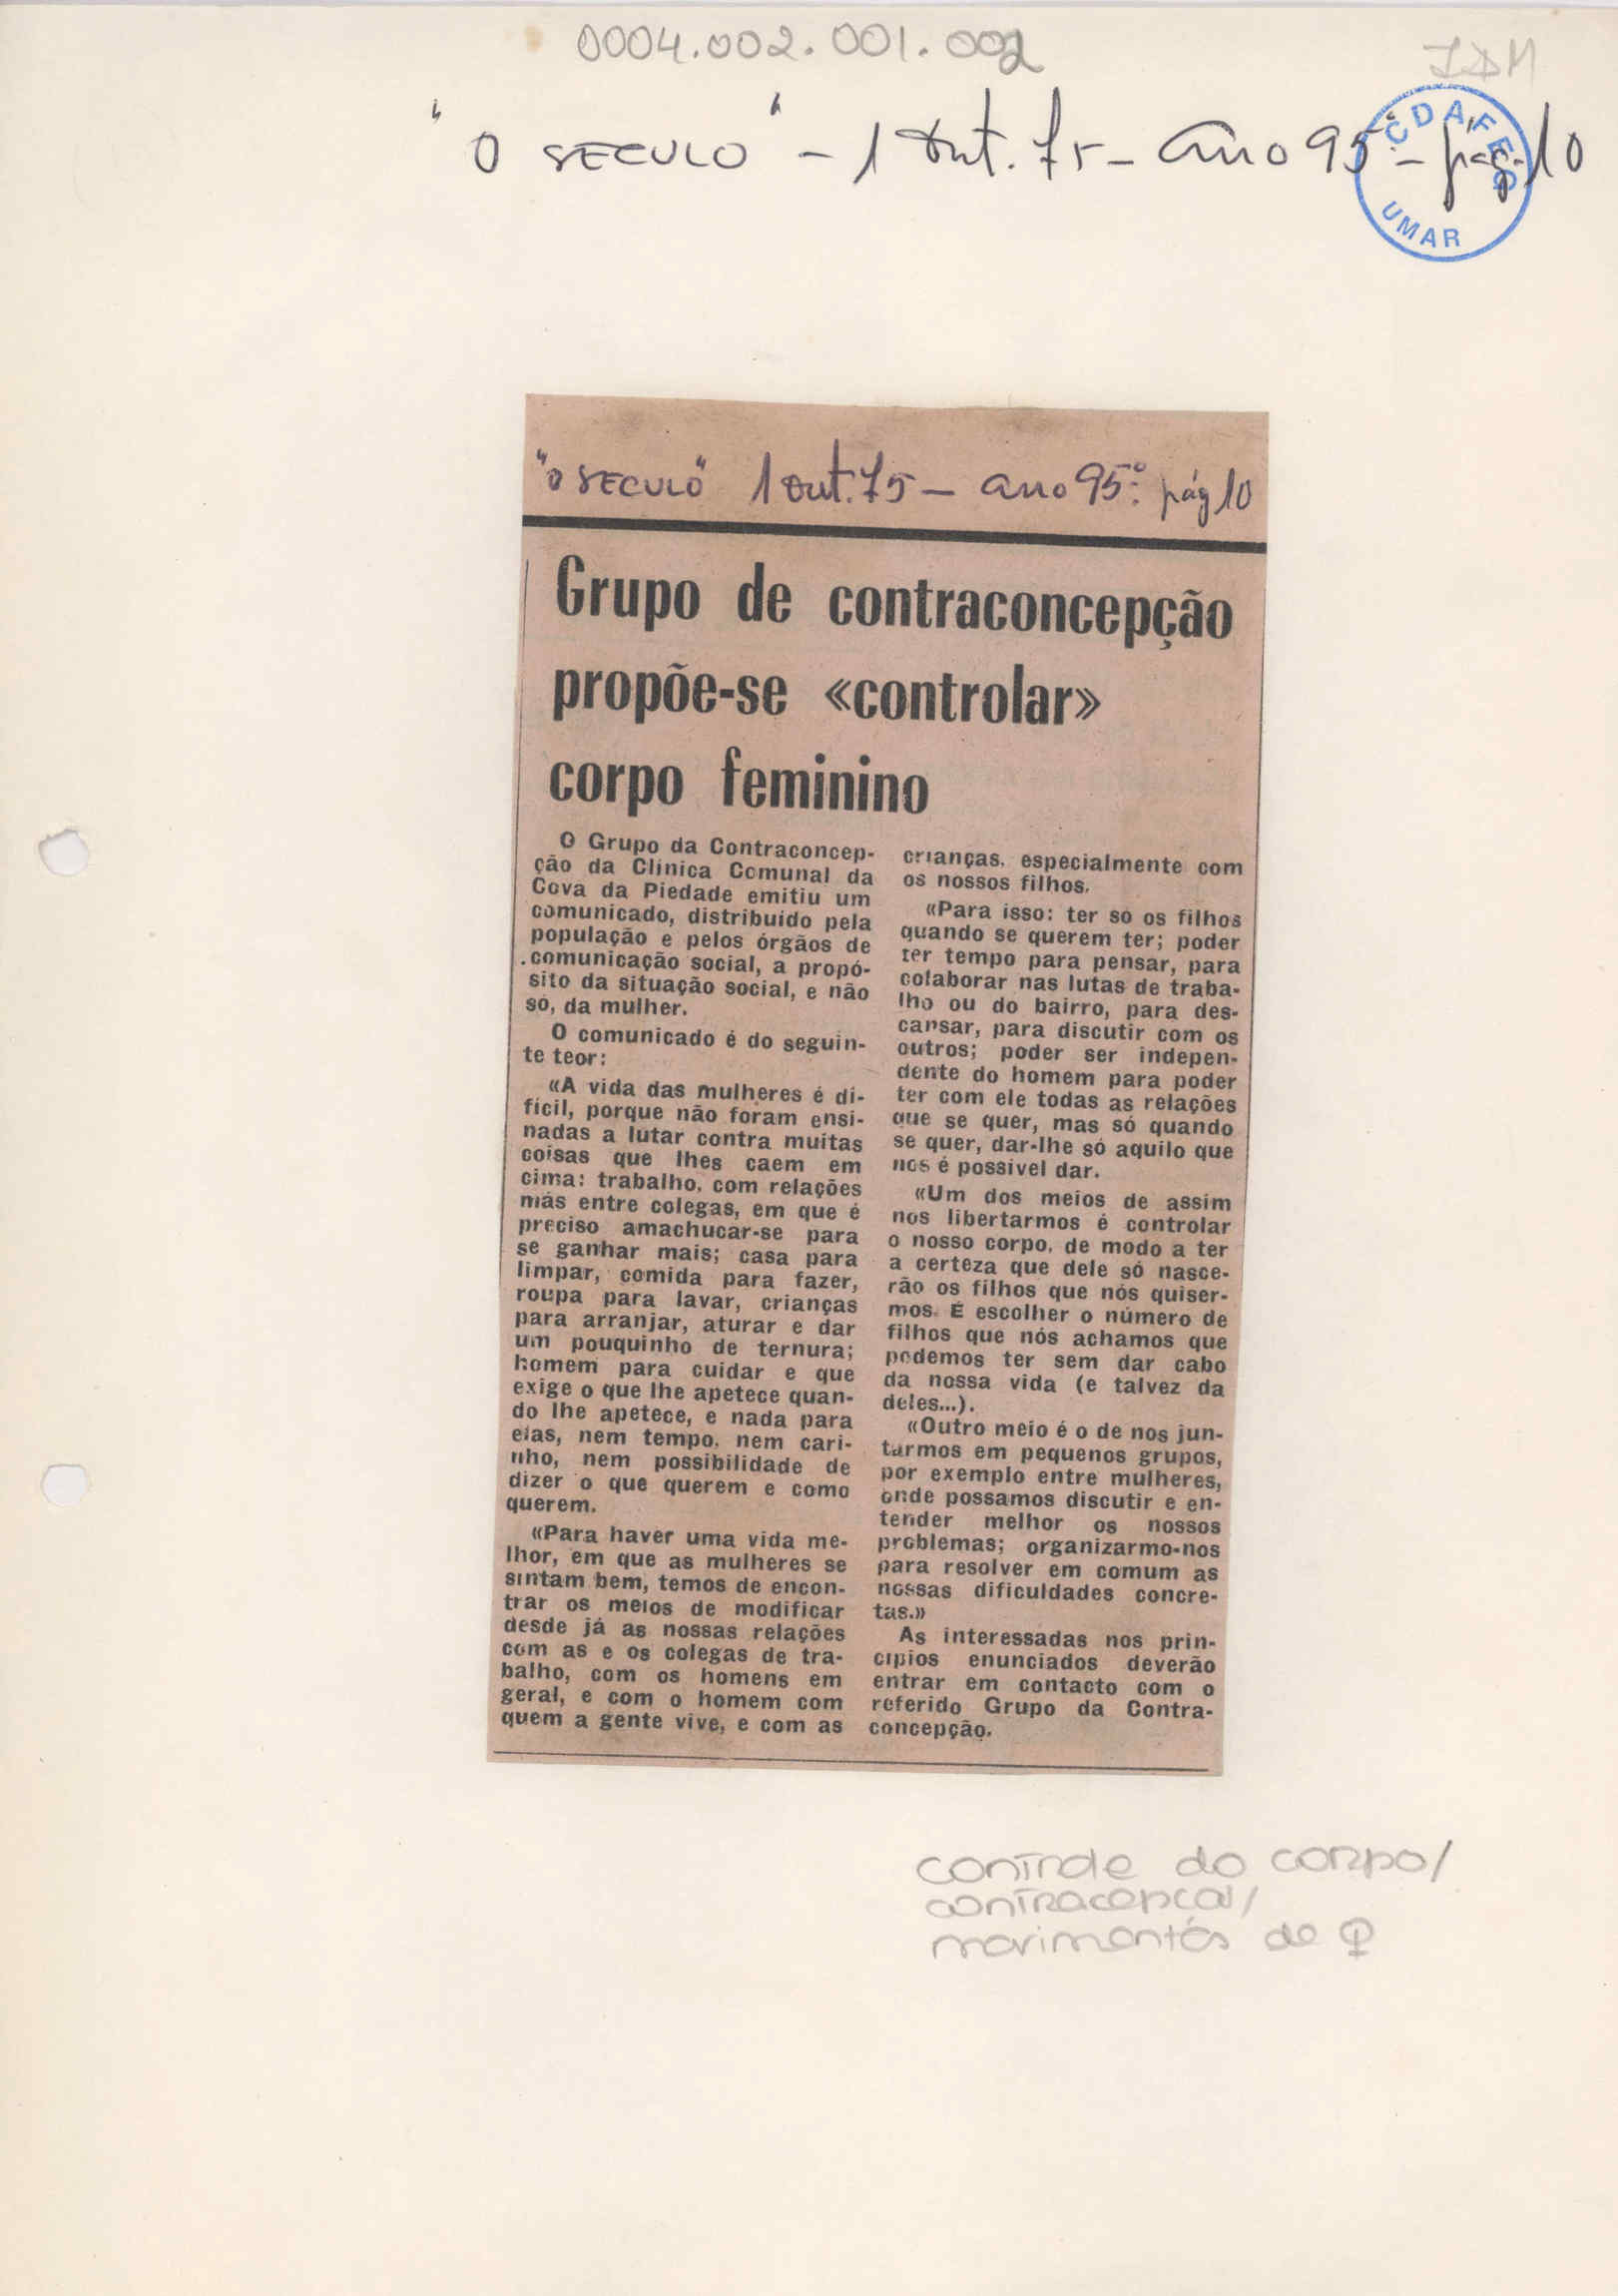 0004.002.001.002
IDM
"O SECULO" - 1 Out. 75 - Ano 95º - pág. 10
CDAFEG
UMAR
"O SECULO" 1 Out. 75 - ano 95º. pág 10
Grupo de contraconcepção
propõe-se «controlar»
corpo feminino
O Grupo da Contraconcep-
ção da Clínica Comunal da
Cova da Piedade emitiu um
comunicado, distribuído pela
população e pelos órgãos de
comunicação social, a propó-
sito da situação social, e não
só, da mulher.
O comunicado é do seguin-
te teor:
«A vida das mulheres é di-
fícil, porque não foram ensi-
nadas a lutar contra muitas
coisas que lhes caem em
cima: trabalho, com relações
más entre colegas, em que é
preciso amachucar-se para
se ganhar mais; casa para
limpar, comida para fazer,
roupa para lavar, crianças
para arranjar, aturar e dar
um pouquinho de ternura;
homem para cuidar e que
exige o que lhe apetece quan-
do lhe apetece, e nada para
elas, nem tempo, nem cari-
nho, nem possibilidade de
dizer o que querem e como
querem.
«Para haver uma vida me-
lhor, em que as mulheres se
sintam bem, temos de encon-
trar os meios de modificar
desde já as nossas relações
com as e os colegas de tra-
balho, com os homens em
geral, e com o homem com
quem a gente vive, e com as
crianças, especialmente com
os nossos filhos.
«Para isso: ter só os filhos
quando se querem ter; poder
ter tempo para pensar, para
colaborar nas lutas de traba-
lho ou do bairro, para des-
cansar, para discutir com os
outros; poder ser indepen-
dente do homem para poder
ter com ele todas as relações
que se quer, mas só quando
se quer, dar-lhe só aquilo que
nos é possível dar.
«Um dos meios de assim
nos libertarmos é controlar
o nosso corpo, de modo a ter
a certeza que dele só nasce-
rão os filhos que nós quiser-
mos. É escolher o número de
filhos que nós achamos que
podemos ter sem dar cabo
da nossa vida (e talvez da
deles...).
«Outro meio é o de nos jun-
tarmos em pequenos grupos,
por exemplo entre mulheres,
onde possamos discutir e en-
tender melhor os nossos
problemas; organizarmo-nos
para resolver em comum as
nossas dificuldades concre-
tas.»
As interessadas nos prin-
cípios enunciados deverão
entrar em contacto com o
referido Grupo da Contra-
concepção.
controle do corpo/
contracepçao/
movimentos de ♀